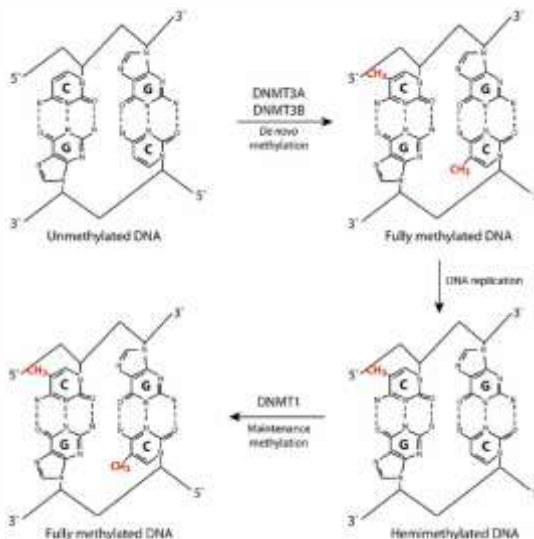 3´
5´
CH₃
C
G
G
C
3´
5´
Unmethylated DNA
DNMT3A
DNMT3B
De novo
methylation
3´
5´
CH₃
C
G
G
C
CH₃
3´
5´
Fully methylated DNA
DNA replication
3´
5´
CH₃
C
G
G
C
CH₃
3´
5´
Fully methylated DNA
DNMT1
Maintenance
methylation
3´
5´
CH₃
C
G
G
C
3´
5´
Hemimethylated DNA